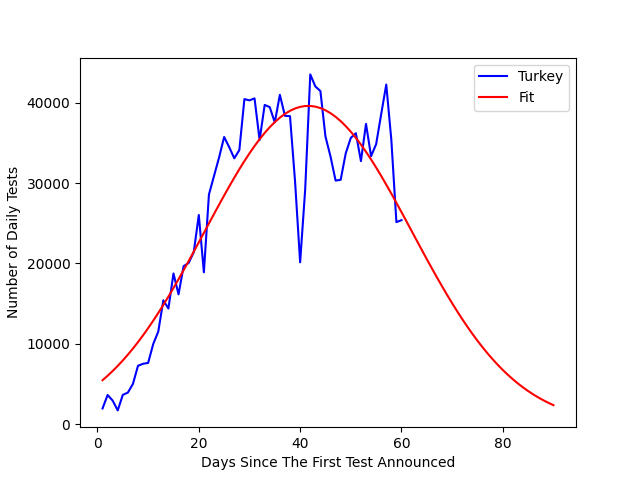 Turkey
Fit
40000
30000
20000
10000
0
Number of Daily Tests
0 20 40 60 80
Days Since The First Test Announced